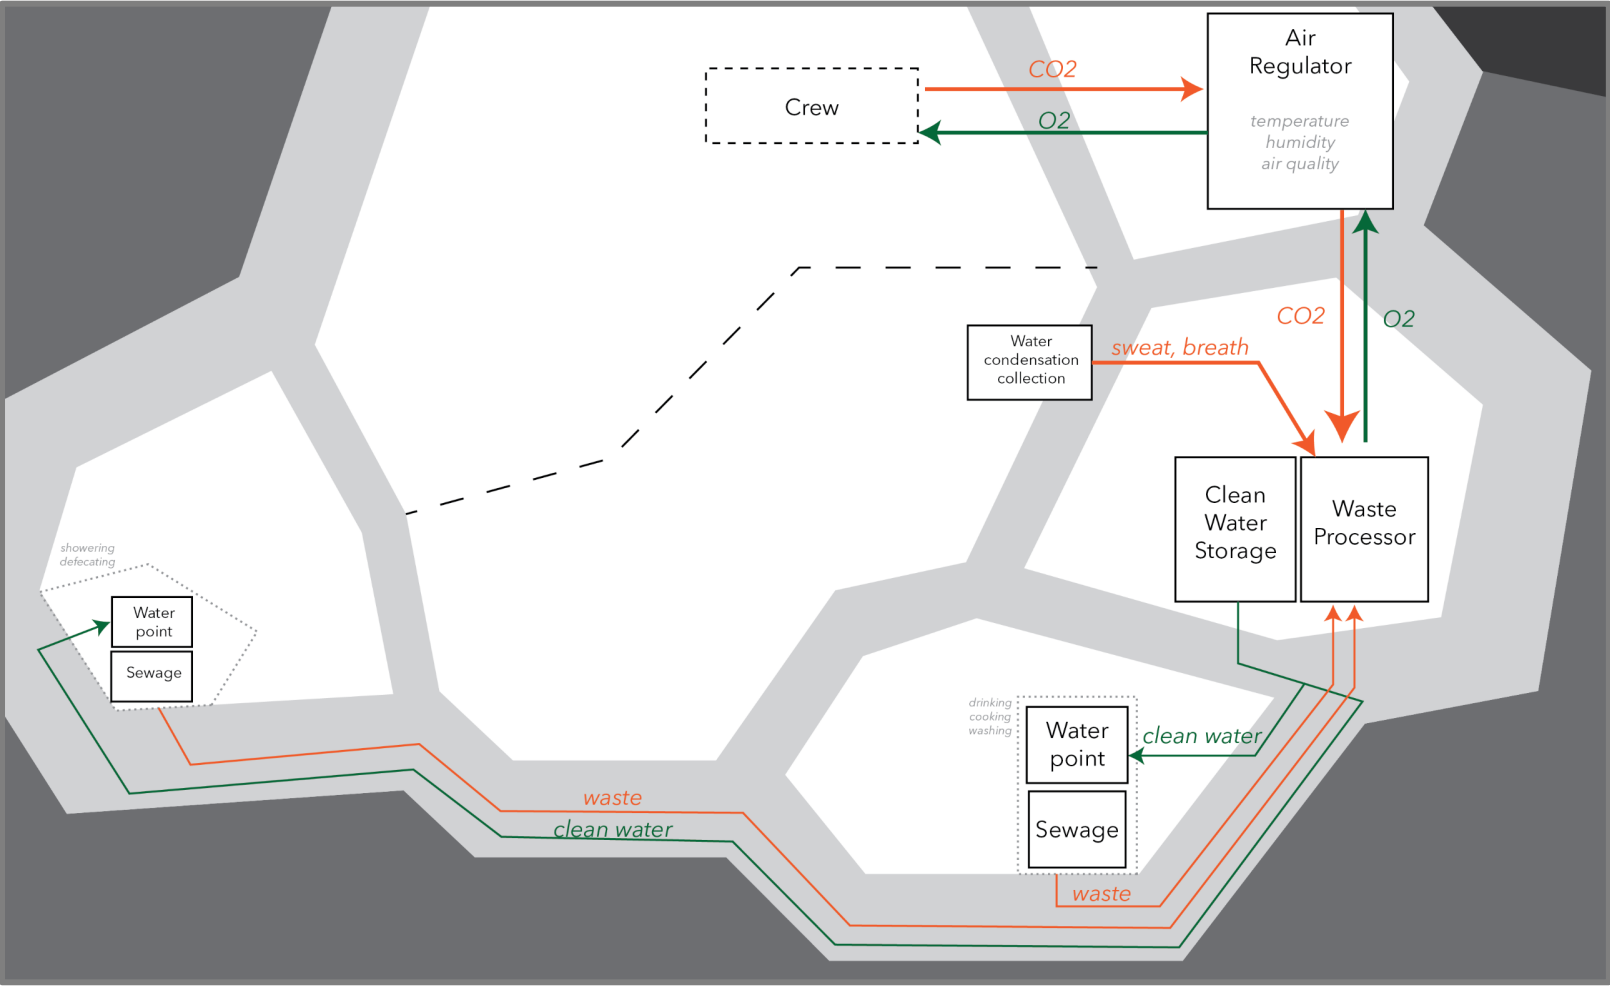 Air
Regulator
temperature
humidity
air quality
CO2
O2
Crew
CO2
O2
Water
condensation
collection
sweat, breath
Clean
Water
Storage
Waste
Processor
showering
defecating
Water
point
Sewage
drinking
cooking
washing
Water
point
clean water
Sewage
waste
clean water
waste